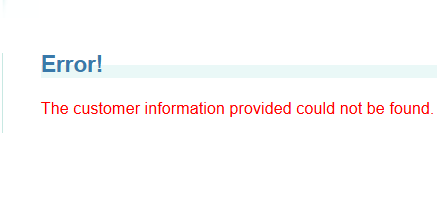 Error!
The customer information provided could not be found.